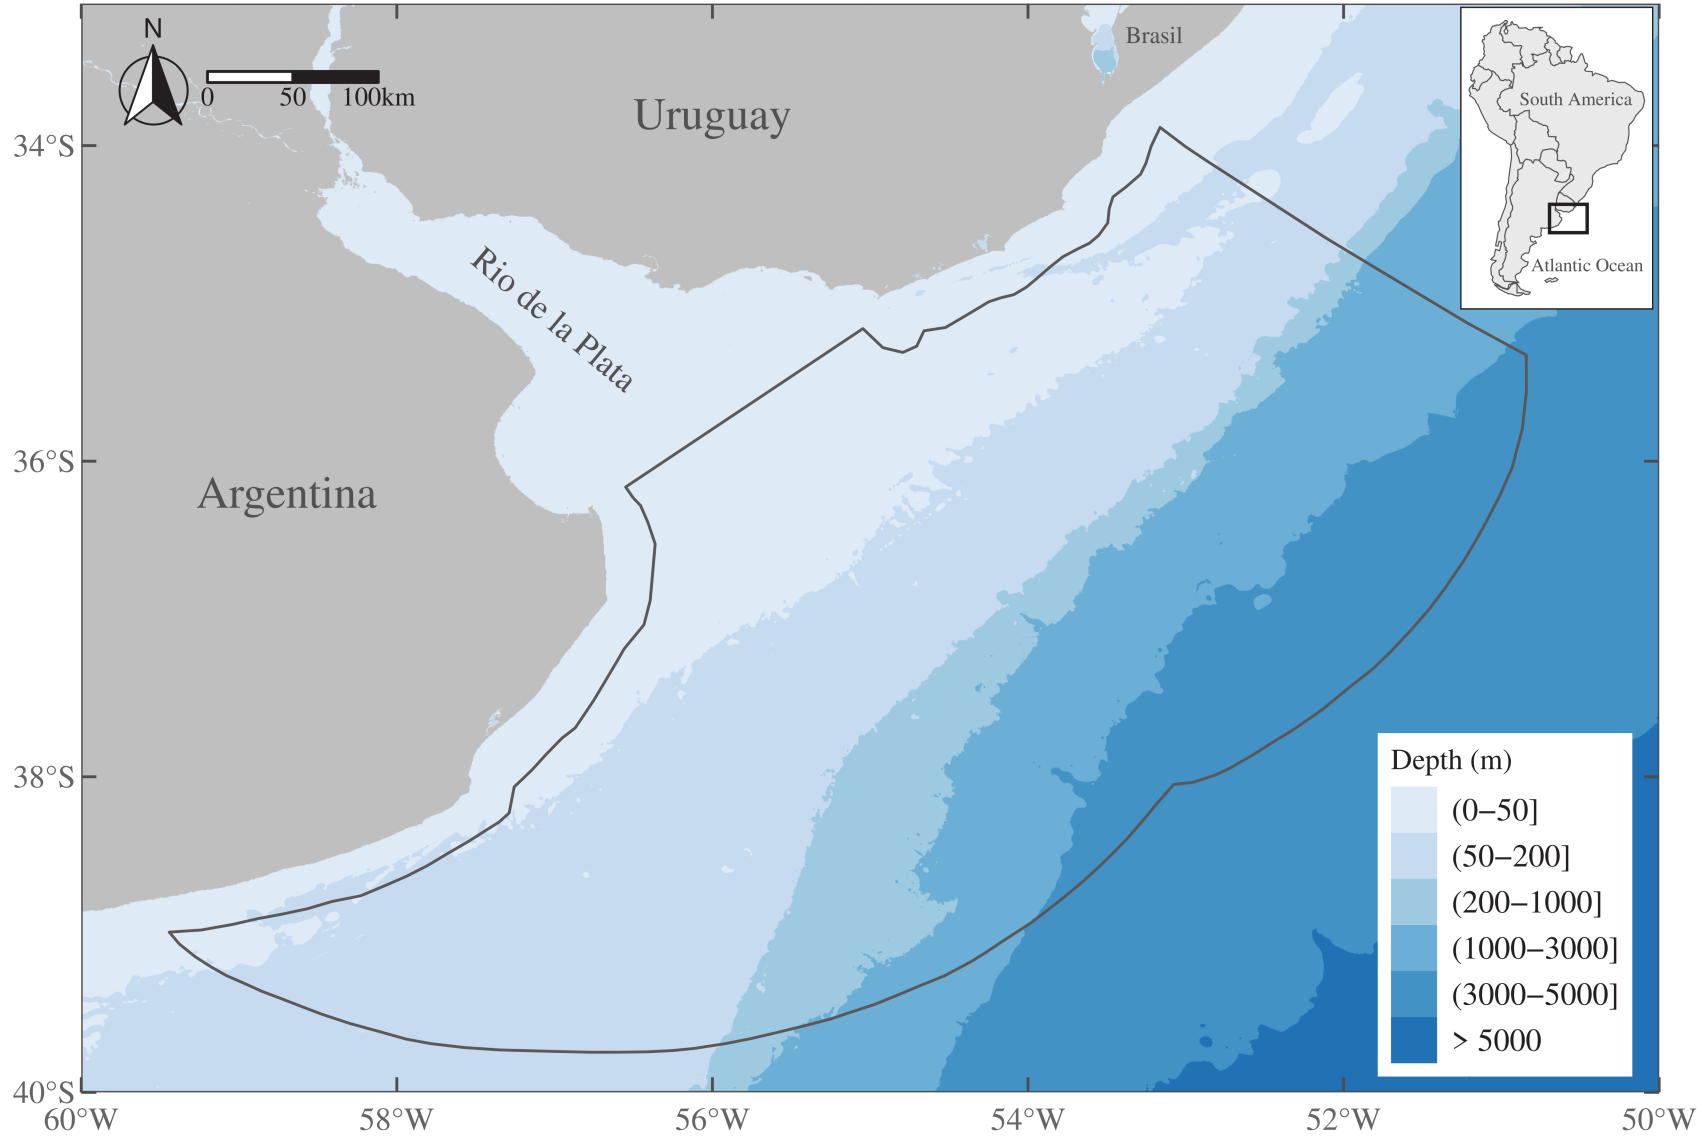 N
0 50 100km
Brasil
Uruguay
South America
Atlantic Ocean
Rio de la Plata
Argentina
34°S
36°S
38°S
40°S
Depth (m)
(0–50]
(50–200]
(200–1000]
(1000–3000]
(3000–5000]
> 5000
60°W 58°W 56°W 54°W 52°W 50°W